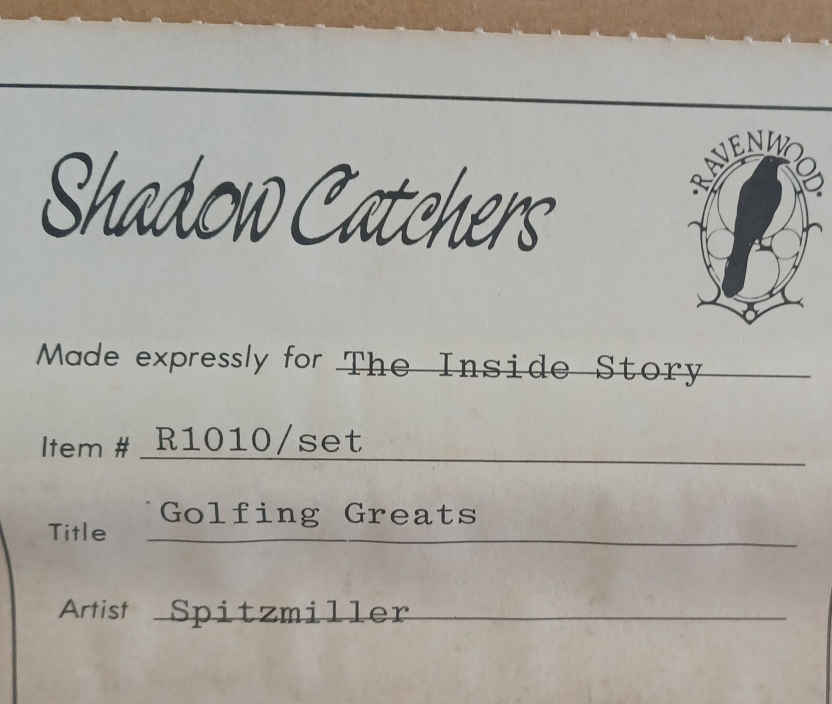 Shadow Catchers
·RAVENWOOD·
Made expressly for The Inside Story
Item # R1010/set
Title Golfing Greats
Artist Spitzmiller